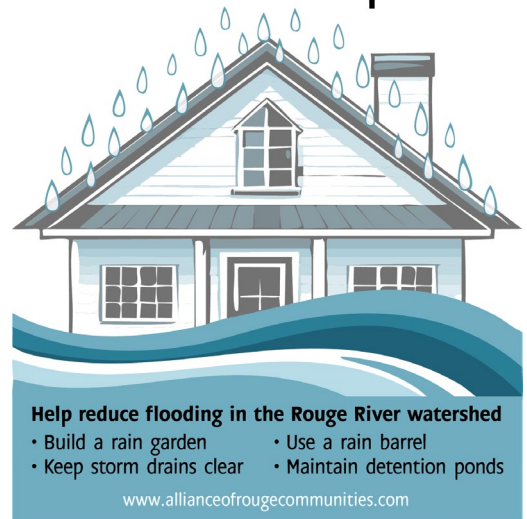 Help reduce flooding in the Rouge River watershed
· Build a rain garden
· Keep storm drains clear
· Use a rain barrel
· Maintain detention ponds
www.allianceofrougecommunities.com